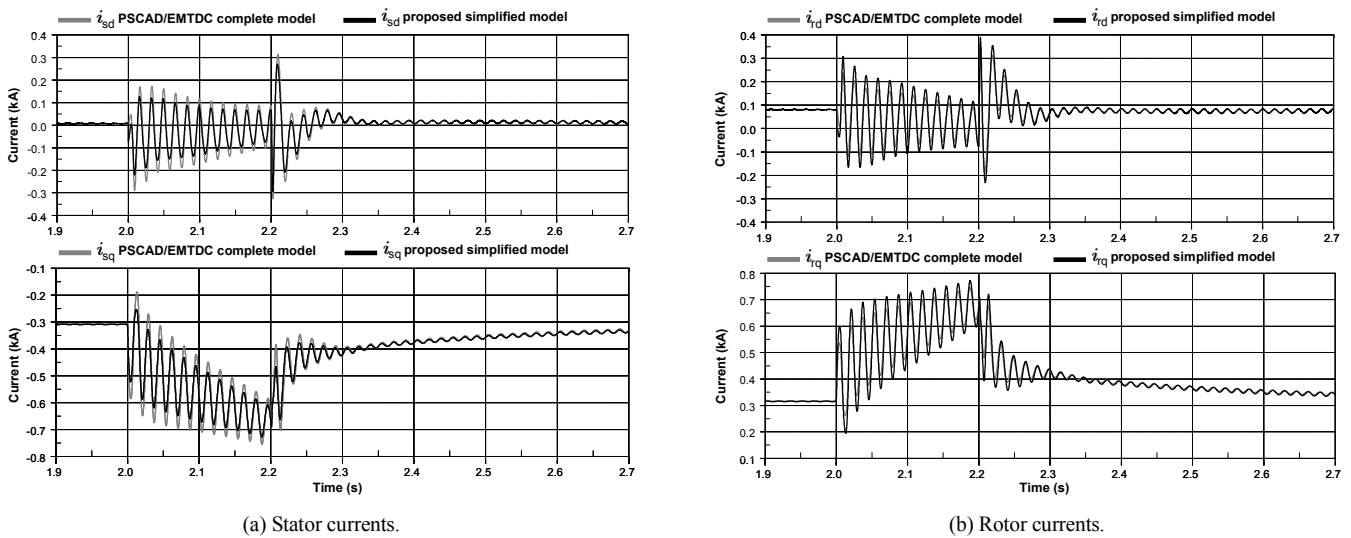 i_sd PSCAD/EMTDC complete model i_sd proposed simplified model
0.4
0.3
0.2
0.1
0.0
-0.1
-0.2
-0.3
-0.4
Current (kA)
1.9 2.0 2.1 2.2 2.3 2.4 2.5 2.6 2.7
i_sq PSCAD/EMTDC complete model i_sq proposed simplified model
-0.1
-0.2
-0.3
-0.4
-0.5
-0.6
-0.7
-0.8
Current (kA)
1.9 2.0 2.1 2.2 2.3 2.4 2.5 2.6 2.7
Time (s)
(a) Stator currents.
i_rd PSCAD/EMTDC complete model i_rd proposed simplified model
0.4
0.3
0.2
0.1
0.0
-0.1
-0.2
-0.3
-0.4
Current (kA)
1.9 2.0 2.1 2.2 2.3 2.4 2.5 2.6 2.7
i_rq PSCAD/EMTDC complete model i_rq proposed simplified model
0.8
0.7
0.6
0.5
0.4
0.3
0.2
0.1
Current (kA)
1.9 2.0 2.1 2.2 2.3 2.4 2.5 2.6 2.7
Time (s)
(b) Rotor currents.